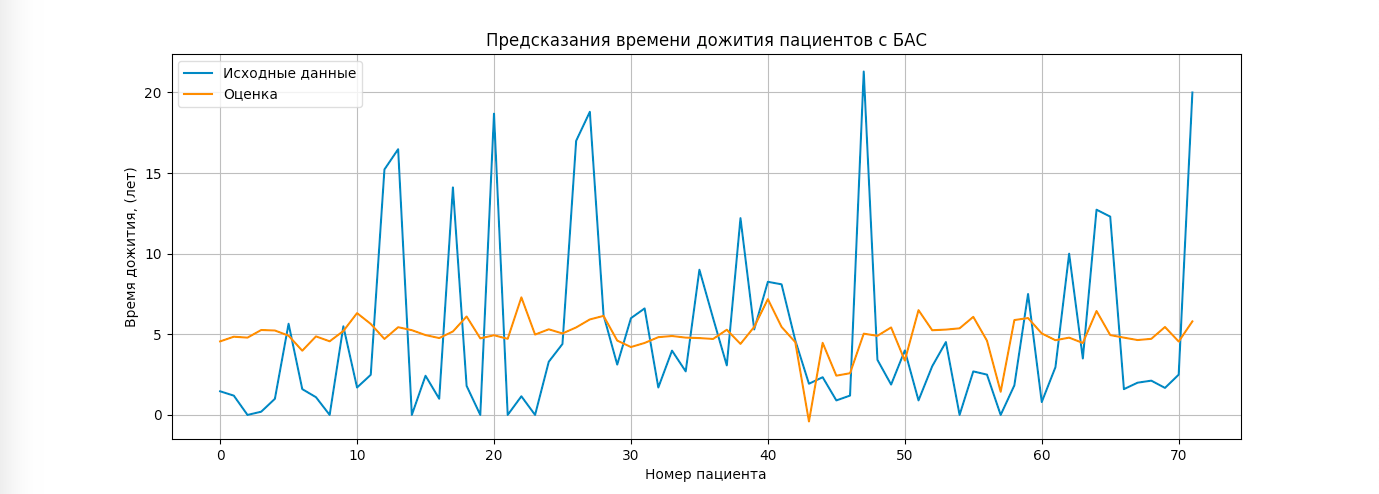 Предсказания времени дожития пациентов с БАС
Исходные данные
Оценка
Время дожития, (лет)
20
15
10
5
0
0 10 20 30 40 50 60 70
Номер пациента